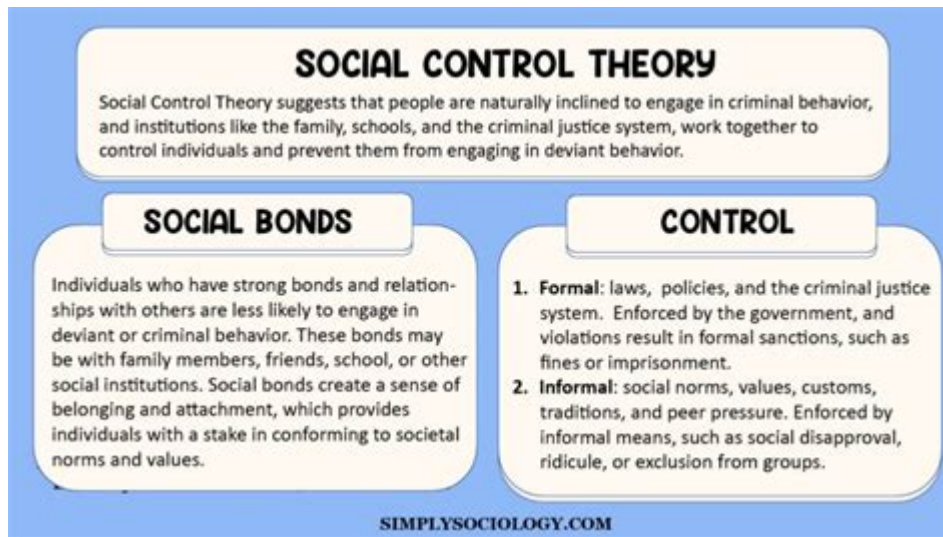 SOCIAL CONTROL THEORY
Social Control Theory suggests that people are naturally inclined to engage in criminal behavior,
and institutions like the family, schools, and the criminal justice system, work together to
control individuals and prevent them from engaging in deviant behavior.
SOCIAL BONDS
Individuals who have strong bonds and relation-
ships with others are less likely to engage in
deviant or criminal behavior. These bonds may
be with family members, friends, school, or other
social institutions. Social bonds create a sense of
belonging and attachment, which provides
individuals with a stake in conforming to societal
norms and values.
CONTROL
1. Formal: laws, policies, and the criminal justice
system. Enforced by the government, and
violations result in formal sanctions, such as
fines or imprisonment.
2. Informal: social norms, values, customs,
traditions, and peer pressure. Enforced by
informal means, such as social disapproval,
ridicule, or exclusion from groups.
SIMPLYSOCIOLOGY.COM